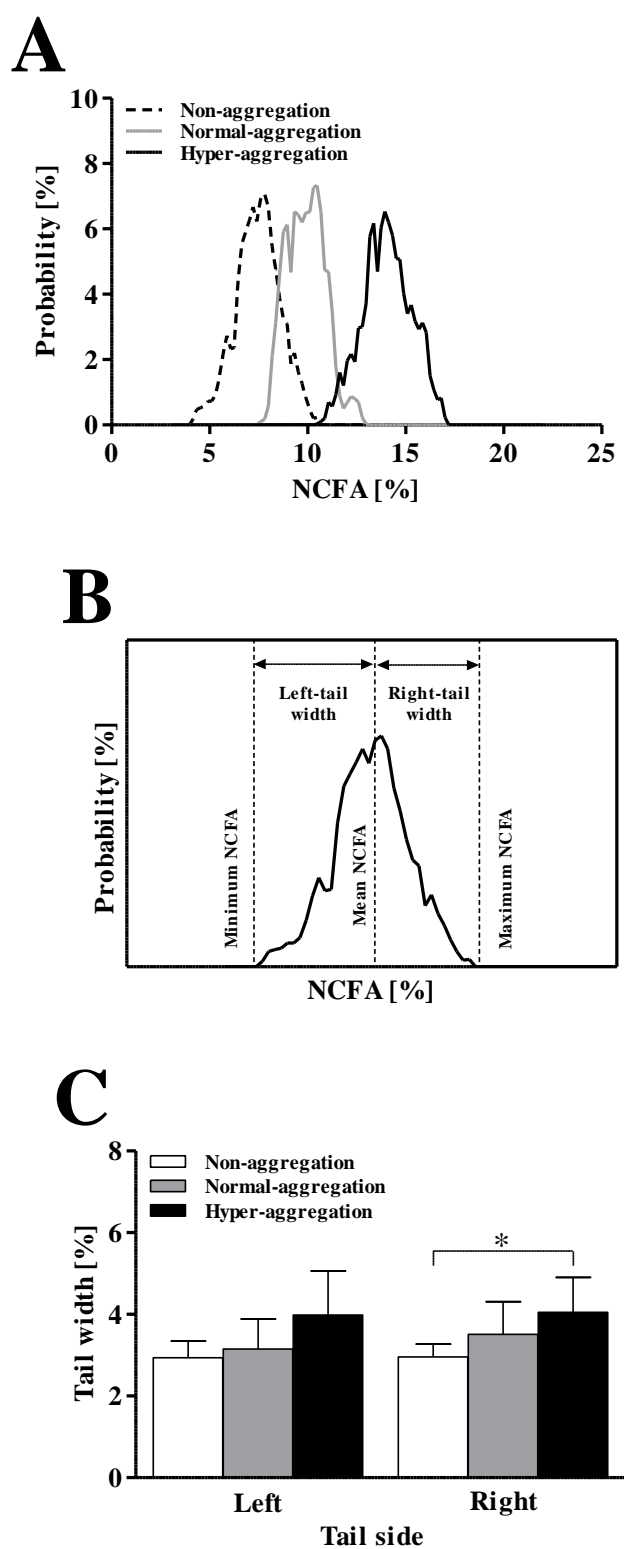 A
10
8
6
4
2
0
Probability [%]
Non-aggregation
Normal-aggregation
Hyper-aggregation
0 5 10 15 20 25
NCFA [%]
B
Probability [%]
Left-tail
width
Right-tail
width
Minimum NCFA
Mean NCFA
Maximum NCFA
NCFA [%]
C
8
6
4
2
0
Tail width [%]
Non-aggregation
Normal-aggregation
Hyper-aggregation
*
Left Right
Tail side